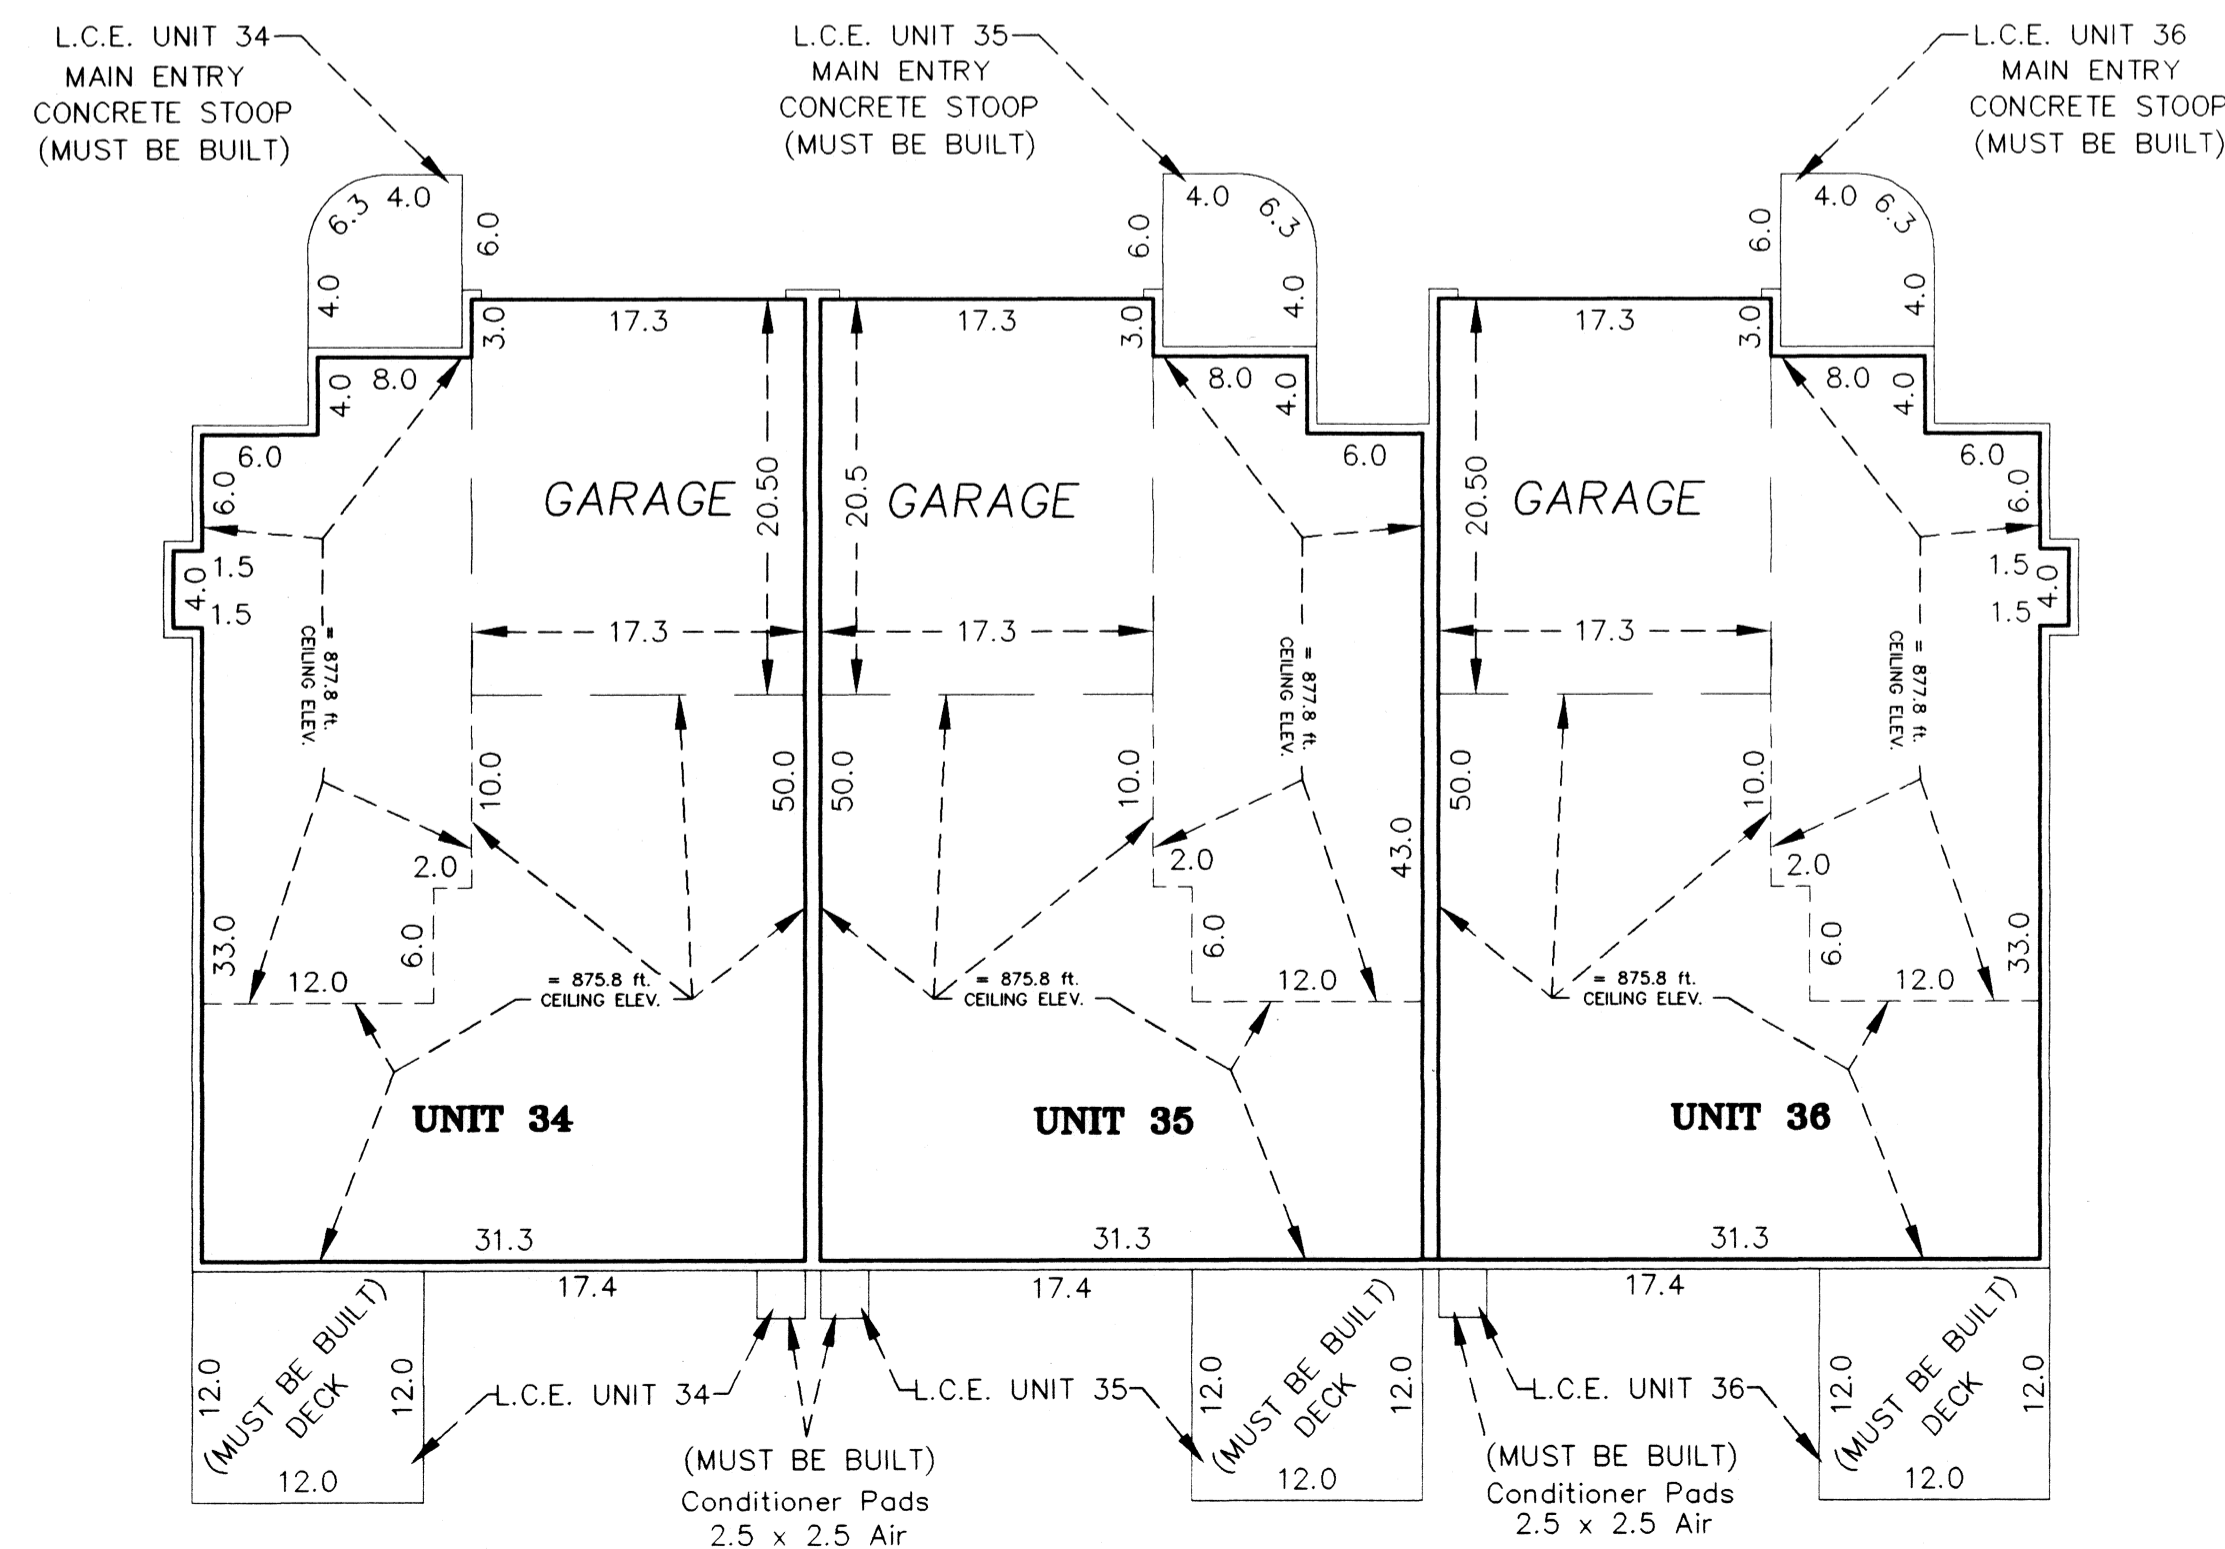 L.C.E. UNIT 34
MAIN ENTRY
CONCRETE STOOP
(MUST BE BUILT)
L.C.E. UNIT 35
MAIN ENTRY
CONCRETE STOOP
(MUST BE BUILT)
L.C.E. UNIT 36
MAIN ENTRY
CONCRETE STOOP
(MUST BE BUILT)
6.3
4.0
6.0
4.0
6.0
4.0
6.3
4.0
6.0
4.0
6.3
4.0
3.0
17.3
17.3
3.0
17.3
3.0
4.0
8.0
8.0
4.0
8.0
4.0
6.0
6.0
6.0
6.0
6.0
GARAGE
20.50
20.5
GARAGE
20.50
GARAGE
1.5
4.0
1.5
1.5
4.0
1.5
17.3
17.3
17.3
= 877.8 ft.
CEILING ELEV.
= 877.8 ft.
CEILING ELEV.
= 877.8 ft.
CEILING ELEV.
10.0
50.0
50.0
10.0
43.0
50.0
10.0
2.0
2.0
2.0
33.0
6.0
12.0
6.0
12.0
6.0
12.0
33.0
= 875.8 ft.
CEILING ELEV.
= 875.8 ft.
CEILING ELEV.
= 875.8 ft.
CEILING ELEV.
UNIT 34
UNIT 35
UNIT 36
31.3
31.3
31.3
17.4
17.4
17.4
12.0
(MUST BE BUILT)
DECK
12.0
12.0
L.C.E. UNIT 34
L.C.E. UNIT 35
12.0
(MUST BE BUILT)
DECK
12.0
12.0
L.C.E. UNIT 36
12.0
(MUST BE BUILT)
DECK
12.0
12.0
(MUST BE BUILT)
Conditioner Pads
2.5 x 2.5 Air
(MUST BE BUILT)
Conditioner Pads
2.5 x 2.5 Air